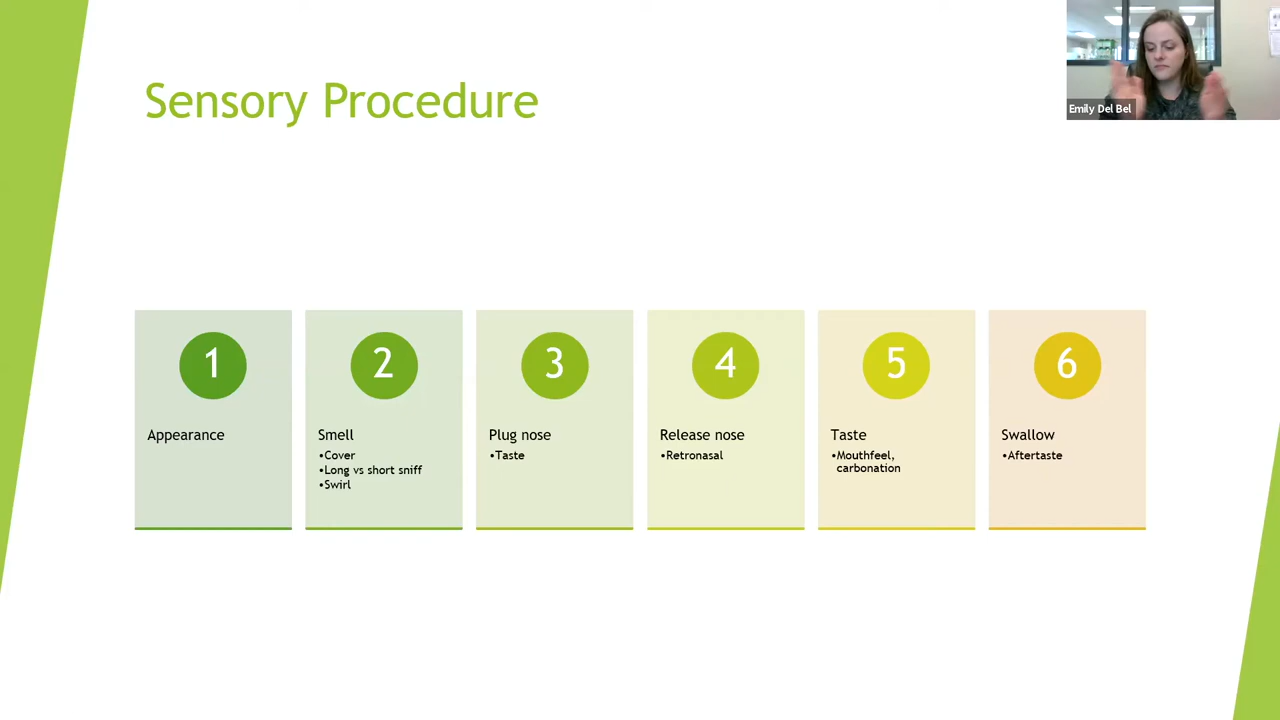 Sensory Procedure
Emily Del Bel
1
Appearance
2
Smell
•Cover
•Long vs short sniff
•Swirl
3
Plug nose
•Taste
4
Release nose
•Retronasal
5
Taste
•Mouthfeel,
carbonation
6
Swallow
•Aftertaste